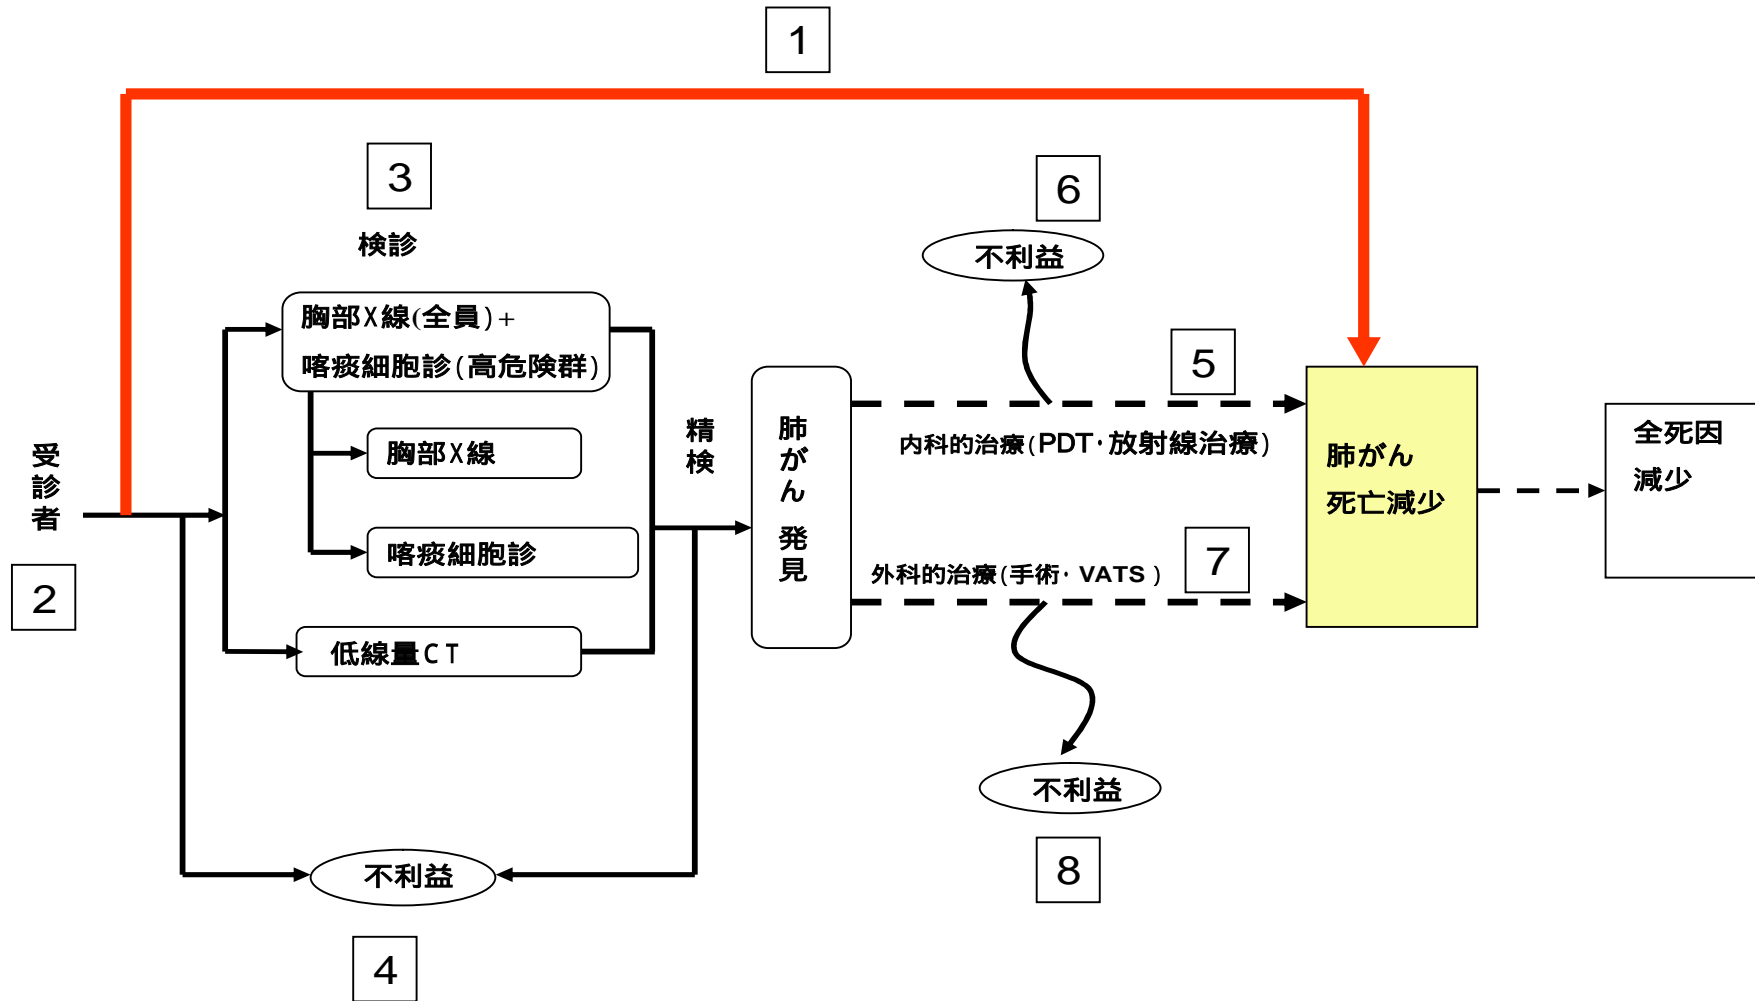 1
3
検診
6
不利益
胸部X線(全員)+
喀痰細胞診(高危険群)
胸部X線
喀痰細胞診
低線量CT
受診者
2
不利益
4
精検
肺がん 発見
5
内科的治療(PDT・放射線治療)
外科的治療(手術・VATS)
7
不利益
8
肺がん
死亡減少
全死因
減少